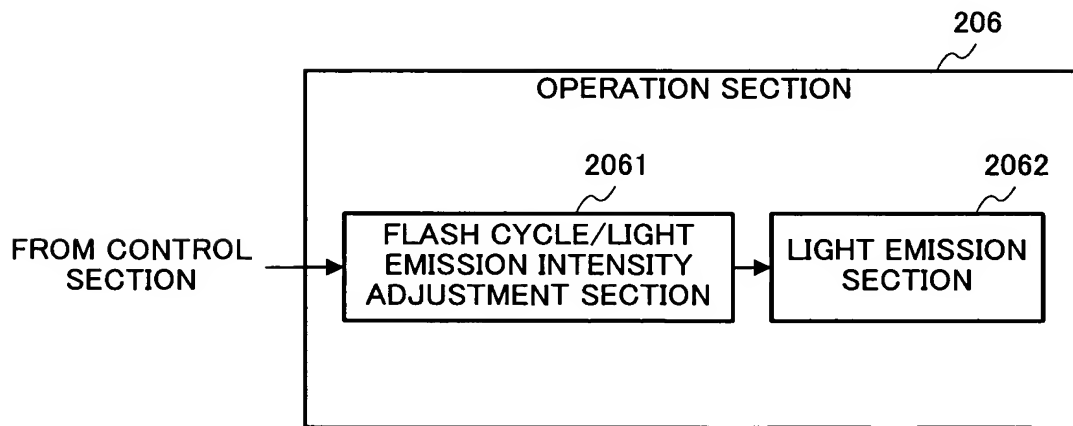 206
OPERATION SECTION
2061
2062
FROM CONTROL
SECTION
FLASH CYCLE/LIGHT
EMISSION INTENSITY
ADJUSTMENT SECTION
LIGHT EMISSION
SECTION